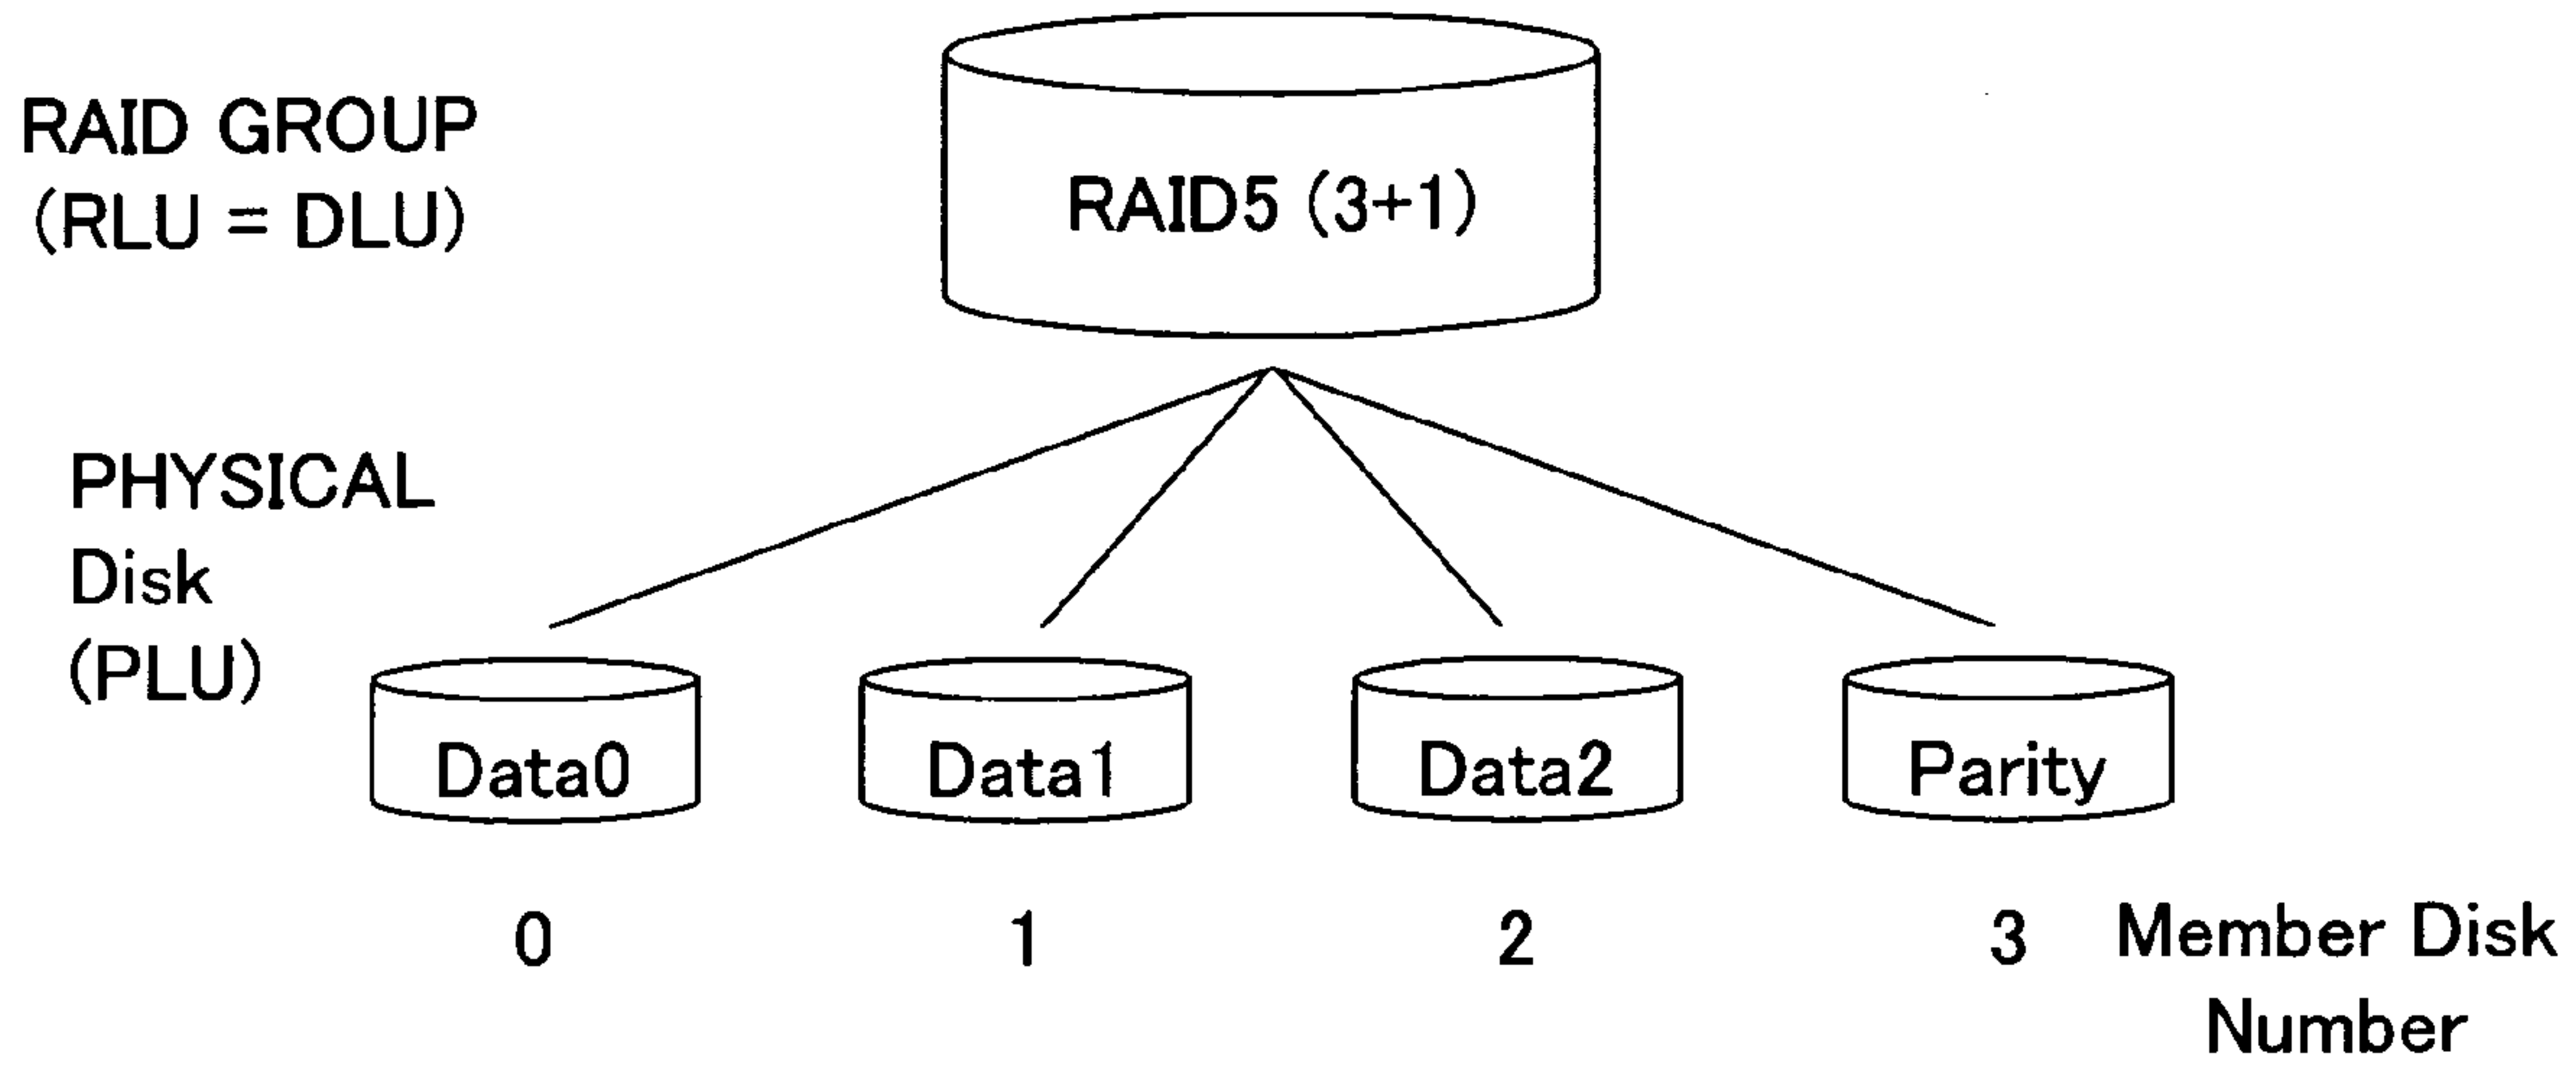 RAID GROUP
(RLU = DLU)
RAID5 (3+1)
PHYSICAL
Disk
(PLU)
Data0
Data1
Data2
Parity
0
1
2
3
Member Disk
Number